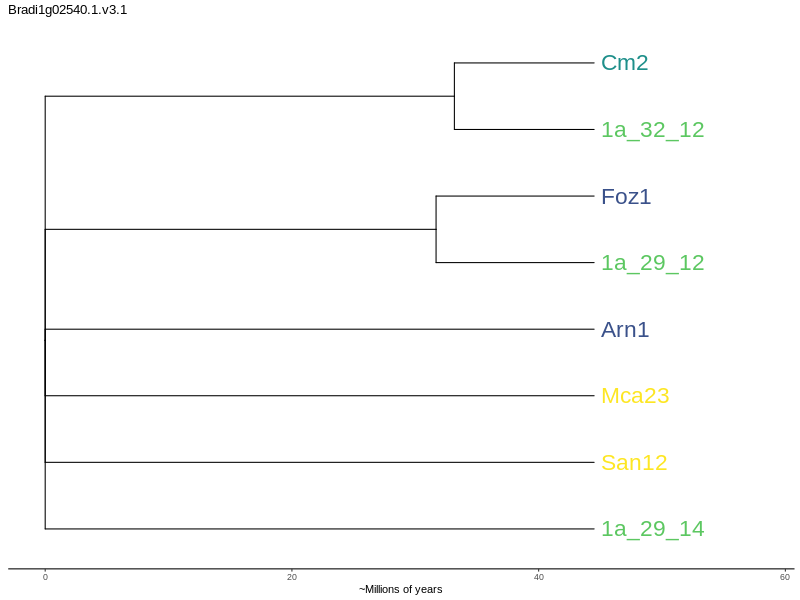 Bradi1g02540.1.v3.1
Cm2
1a_32_12
Foz1
1a_29_12
Arn1
Mca23
San12
1a_29_14
0 20 40 60
~Millions of years